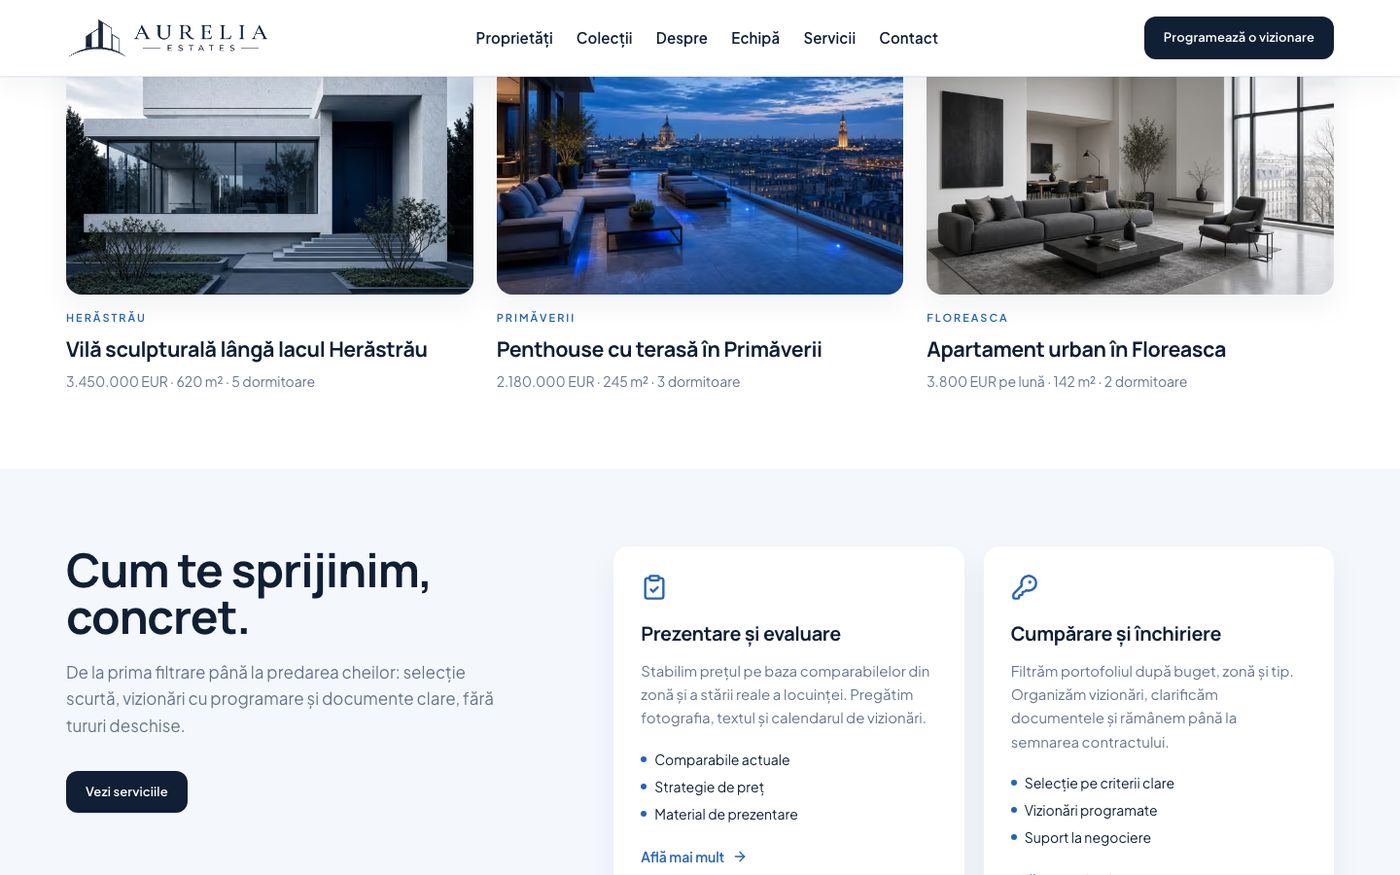 AURELIA
ESTATES
Proprietăți
Colecții
Despre
Echipă
Servicii
Contact
Programează o vizionare
HERĂSTRĂU
Vilă sculpturală lângă lacul Herăstrău
3.450.000 EUR · 620 m² · 5 dormitoare
PRIMĂVERII
Penthouse cu terasă în Primăverii
2.180.000 EUR · 245 m² · 3 dormitoare
FLOREASCA
Apartament urban în Floreasca
3.800 EUR pe lună · 142 m² · 2 dormitoare
Cum te sprijinim,
concret.
De la prima filtrare până la predarea cheilor: selecție
scurtă, vizionări cu programare și documente clare, fără
tururi deschise.
Vezi serviciile
Prezentare și evaluare
Stabilim prețul pe baza comparabilelor din
zonă și a stării reale a locuinței. Pregătim
fotografia, textul și calendarul de vizionări.
Comparabile actuale
Strategie de preț
Material de prezentare
Află mai mult
Cumpărare și închiriere
Filtrăm portofoliul după buget, zonă și tip.
Organizăm vizionări, clarificăm
documentele și rămânem până la
semnarea contractului.
Selecție pe criterii clare
Vizionări programate
Suport la negociere